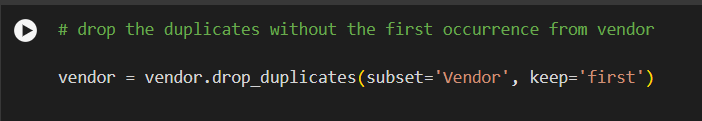 # drop the duplicates without the first occurrence from vendor
vendor = vendor.drop_duplicates(subset='Vendor', keep='first')